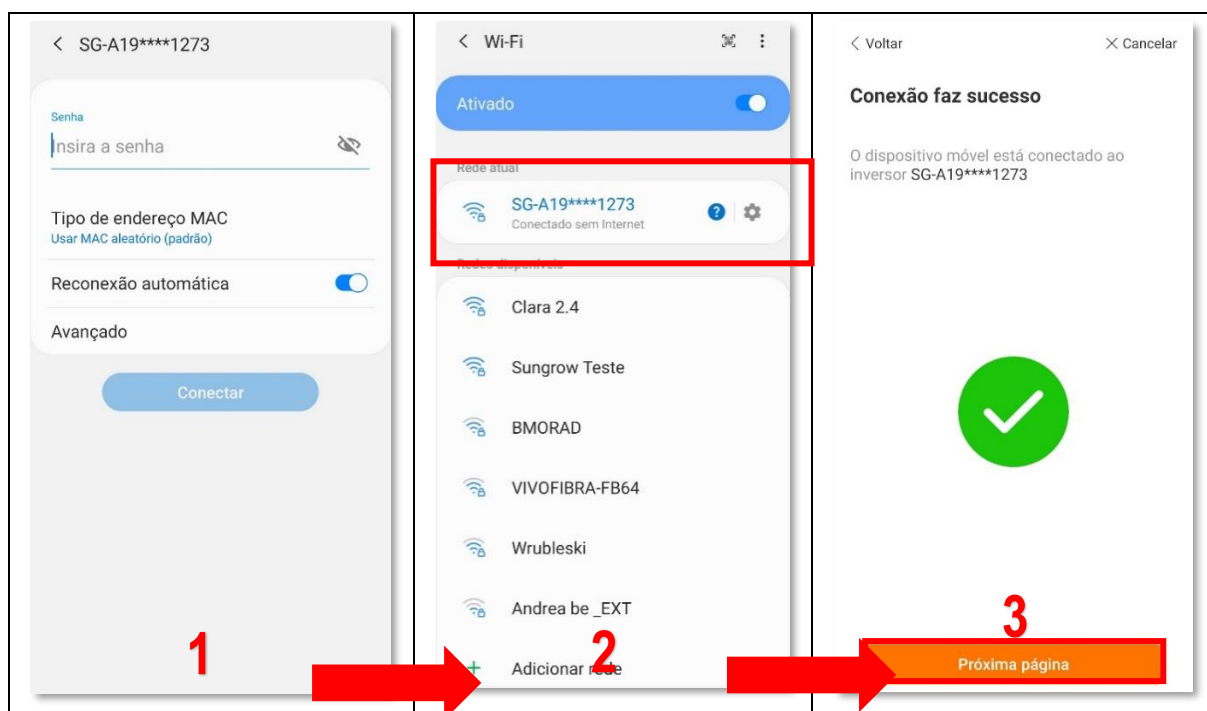 SG-A19****1273
Senha
Insira a senha
Tipo de endereço MAC
Usar MAC aleatório (padrão)
Reconexão automática
Avançado
Conectar
1
Wi-Fi
Ativado
Rede atual
SG-A19****1273
Conectado sem Internet
?
Redes disponíveis
Clara 2.4
Sungrow Teste
BMORAD
VIVOFIBRA-FB64
Wrubleski
Andrea be _EXT
Adicionar rede
2
Voltar
Cancelar
Conexão faz sucesso
O dispositivo móvel está conectado ao
inversor SG-A19****1273
3
Próxima página